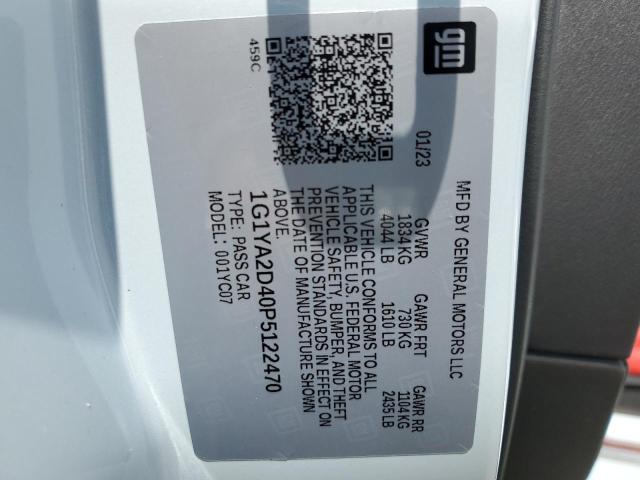 gm
MFD BY GENERAL MOTORS LLC
01/23
GVWR GAWR FRT GAWR RR
1834 KG 730 KG 1104 KG
4044 LB 1610 LB 2435 LB
THIS VEHICLE CONFORMS TO ALL
APPLICABLE U.S. FEDERAL MOTOR
VEHICLE SAFETY, BUMPER, AND THEFT
PREVENTION STANDARDS IN EFFECT ON
THE DATE OF MANUFACTURE SHOWN
ABOVE.
1G1YA2D40P5122470
TYPE: PASS CAR
MODEL: 001YC07
459C